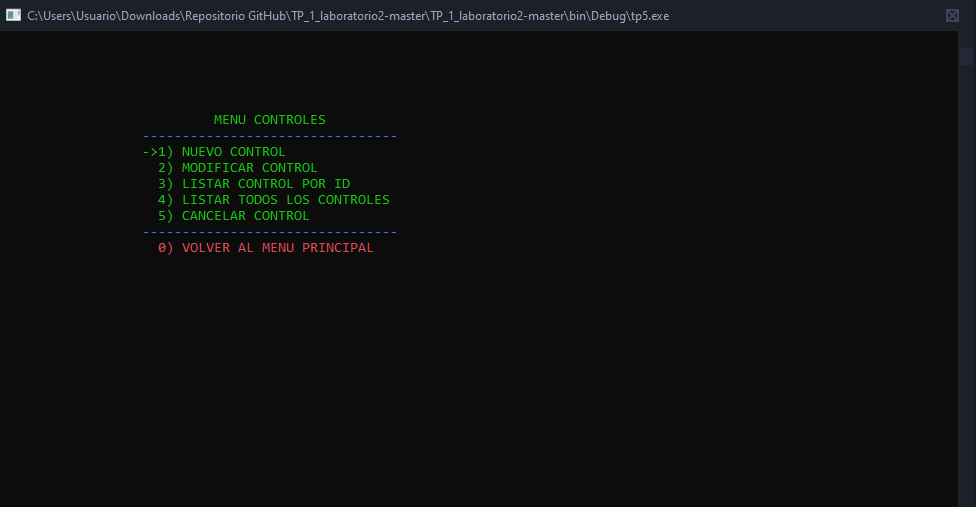 C:\Users\Usuario\Downloads\Repositorio GitHub\TP_1_laboratorio2-master\TP_1_laboratorio2-master\bin\Debug\tp5.exe
MENU CONTROLES
--------------------------------
->1) NUEVO CONTROL
2) MODIFICAR CONTROL
3) LISTAR CONTROL POR ID
4) LISTAR TODOS LOS CONTROLES
5) CANCELAR CONTROL
--------------------------------
0) VOLVER AL MENU PRINCIPAL